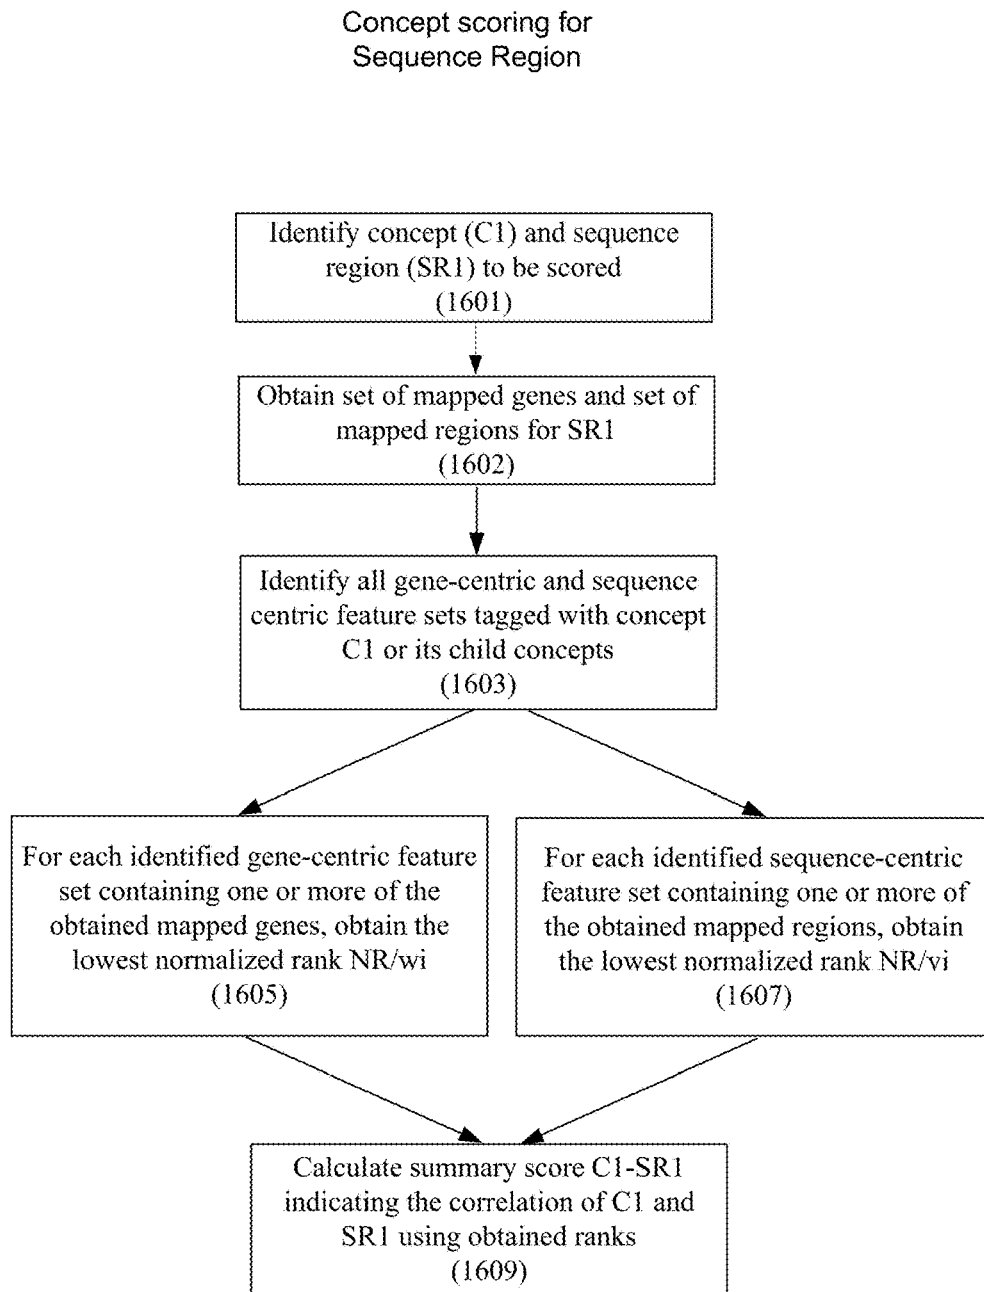 Concept scoring for
Sequence Region
Identify concept (C1) and sequence
region (SR1) to be scored
(1601)
Obtain set of mapped genes and set of
mapped regions for SR1
(1602)
Identify all gene-centric and sequence
centric feature sets tagged with concept
C1 or its child concepts
(1603)
For each identified gene-centric feature
set containing one or more of the
obtained mapped genes, obtain the
lowest normalized rank NR/wi
(1605)
For each identified sequence-centric
feature set containing one or more of
the obtained mapped regions, obtain
the lowest normalized rank NR/vi
(1607)
Calculate summary score C1-SR1
indicating the correlation of C1 and
SR1 using obtained ranks
(1609)